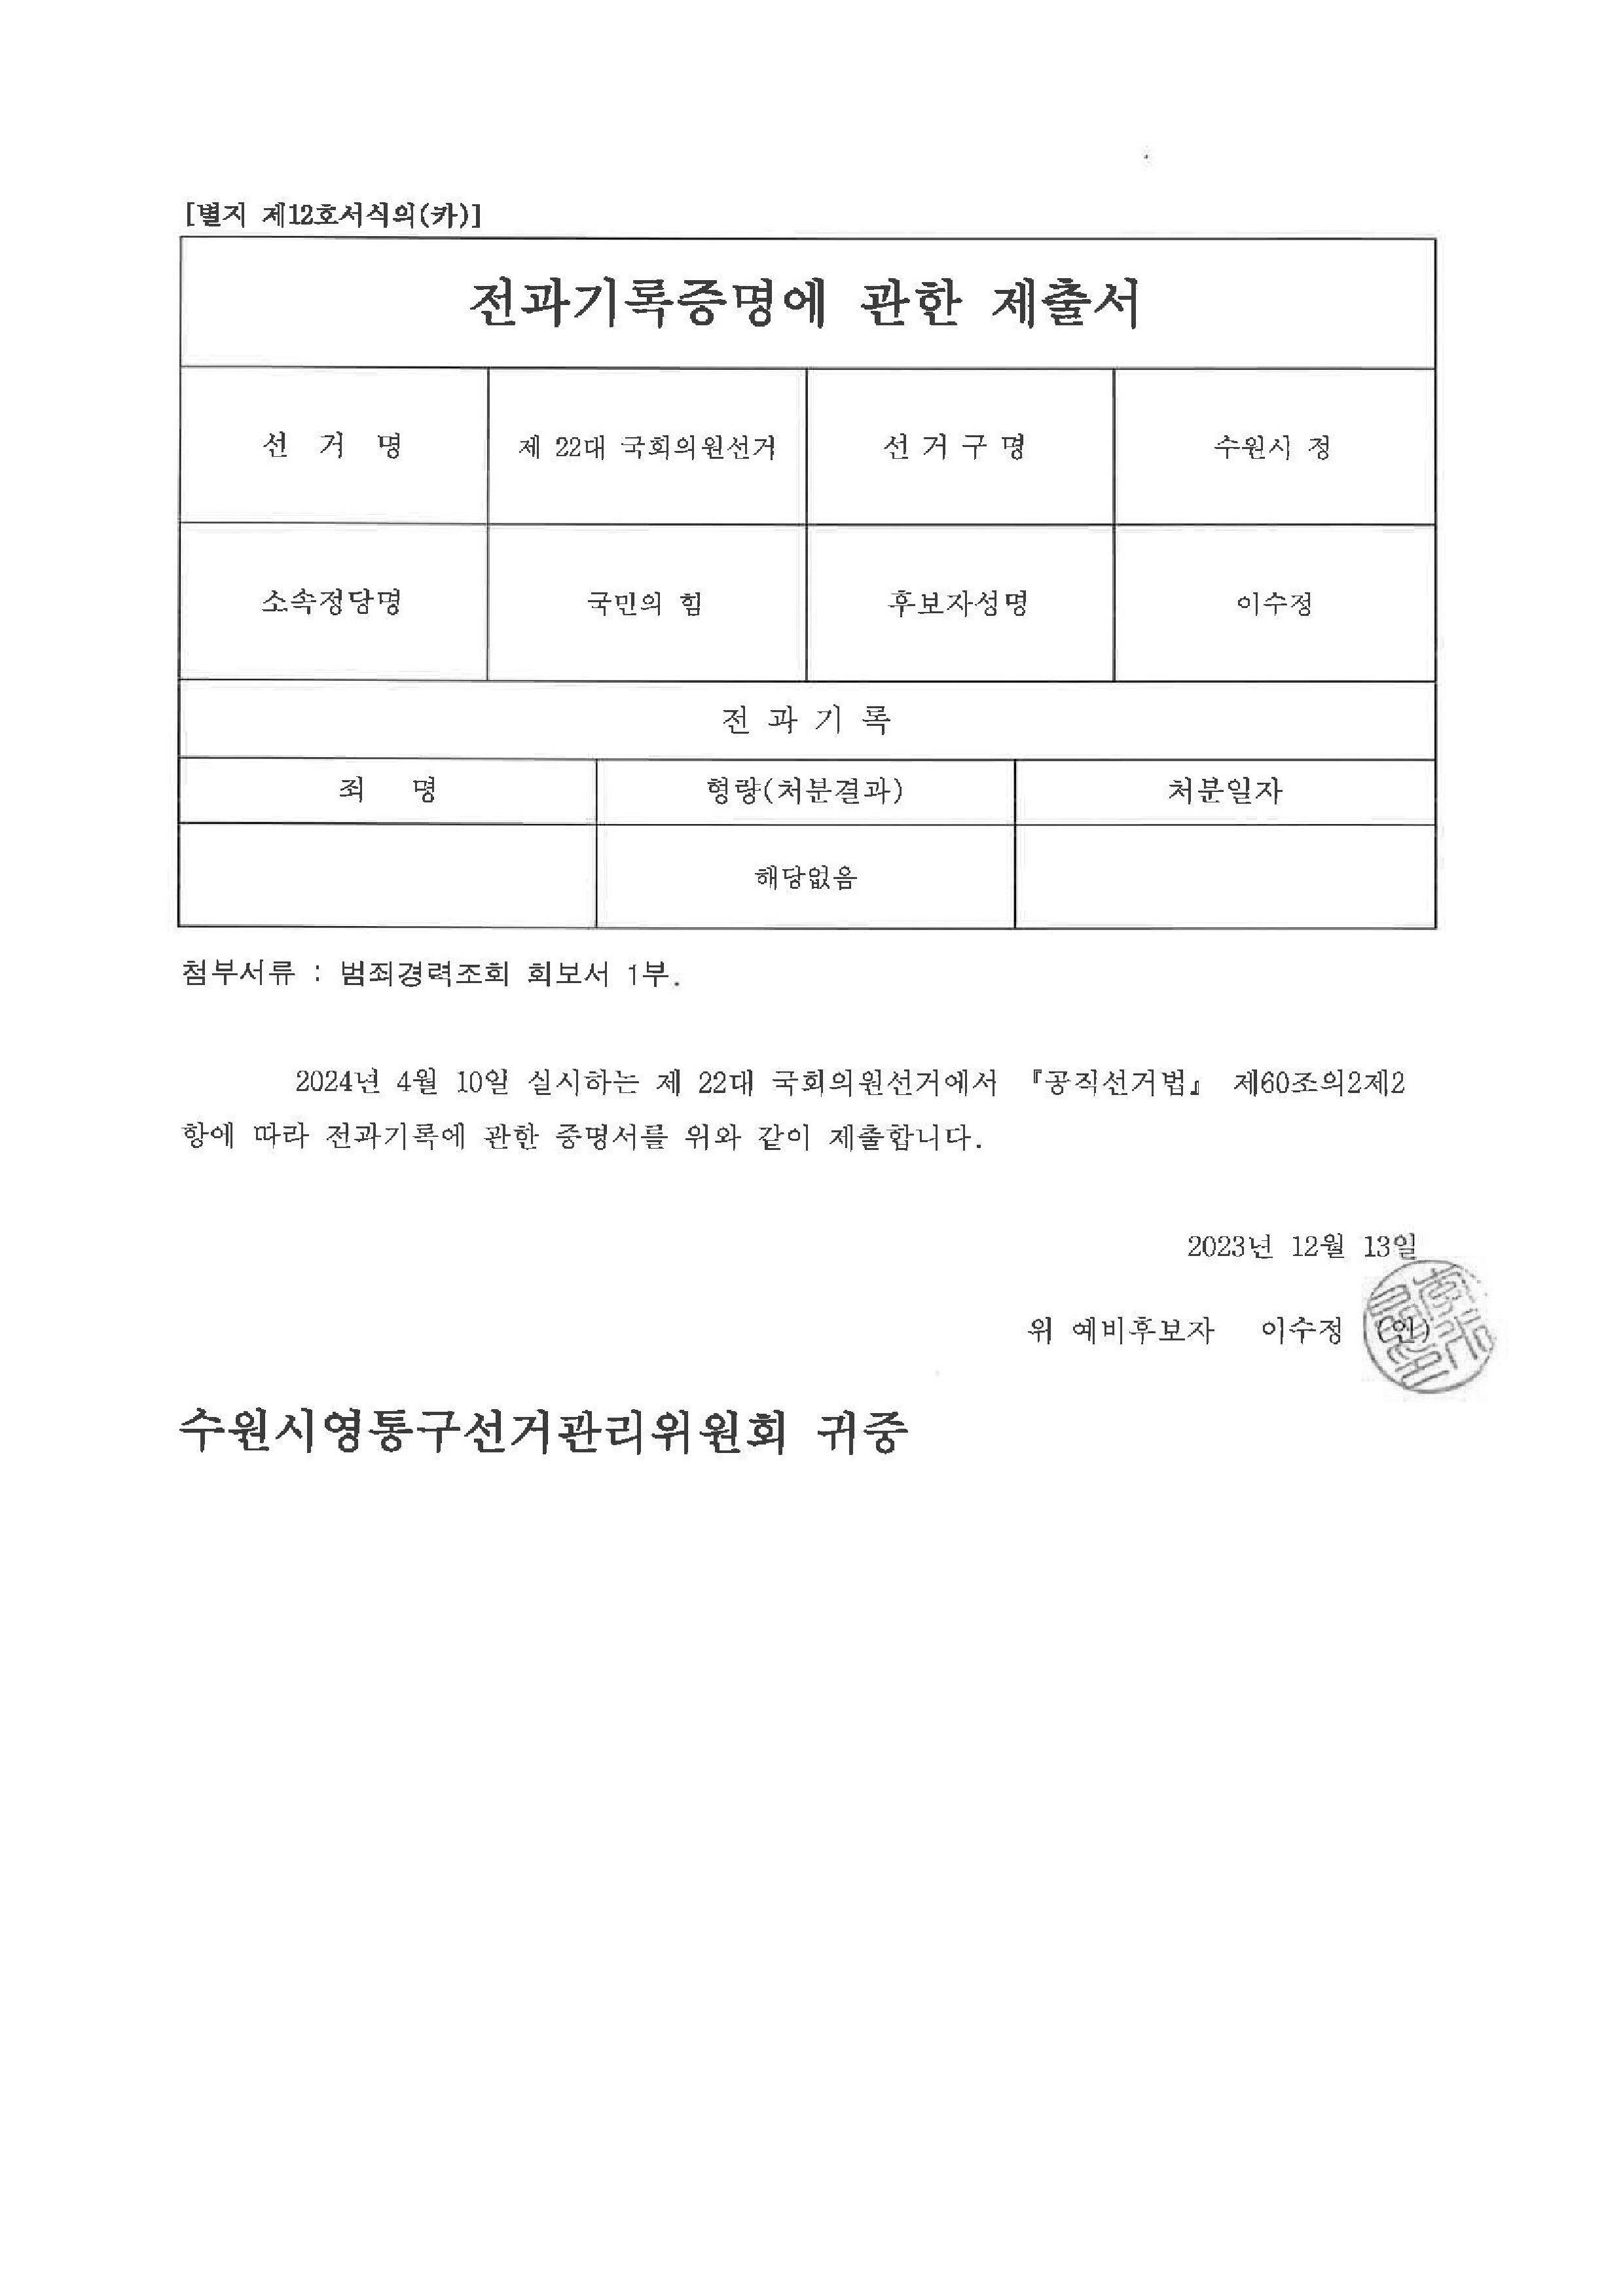 [별지 제12호서식의(카)]
전과기록증명에 관한 제출서
선 거 명 제 22대 국회의원선거 선 거 구 명 수원시 정
소속정당명 국민의 힘 후보자성명 이수정
전 과 기 록
죄 명 형량(처분결과) 처분일자
해당없음
첨부서류 : 범죄경력조회 회보서 1부.
2024년 4월 10일 실시하는 제 22대 국회의원선거에서 『공직선거법』 제60조의2제2
항에 따라 전과기록에 관한 증명서를 위와 같이 제출합니다.
2023년 12월 13일
위 예비후보자 이수정 (인)
수원시영통구선거관리위원회 귀중